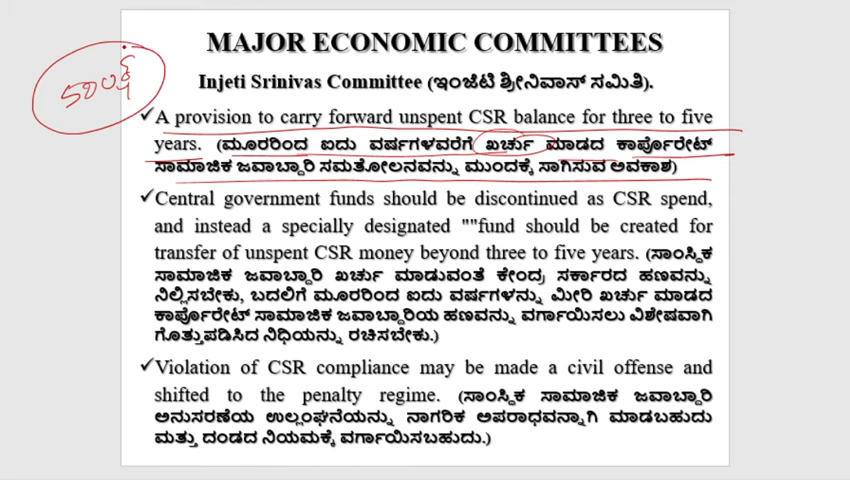 MAJOR ECONOMIC COMMITTEES
Injeti Srinivas Committee (ಇಂಜೆಟಿ ಶ್ರೀನಿವಾಸ್ ಸಮಿತಿ).
✓A provision to carry forward unspent CSR balance for three to five
years. (ಮೂರರಿಂದ ಐದು ವರ್ಷಗಳವರೆಗೆ ಖರ್ಚು ಮಾಡದ ಕಾರ್ಪೊರೇಟ್
ಸಾಮಾಜಿಕ ಜವಾಬ್ದಾರಿ ಸಮತೋಲನವನ್ನು ಮುಂದಕ್ಕೆ ಸಾಗಿಸುವ ಅವಕಾಶ)
✓Central government funds should be discontinued as CSR spend,
and instead a specially designated ""fund should be created for
transfer of unspent CSR money beyond three to five years. (ಸಾಂಸ್ಥಿಕ
ಸಾಮಾಜಿಕ ಜವಾಬ್ದಾರಿ ಖರ್ಚು ಮಾಡುವಂತೆ ಕೇಂದ್ರ ಸರ್ಕಾರದ ಹಣವನ್ನು
ನಿಲ್ಲಿಸಬೇಕು, ಬದಲಿಗೆ ಮೂರರಿಂದ ಐದು ವರ್ಷಗಳನ್ನು ಮೀರಿ ಖರ್ಚು ಮಾಡದ
ಕಾರ್ಪೊರೇಟ್ ಸಾಮಾಜಿಕ ಜವಾಬ್ದಾರಿಯ ಹಣವನ್ನು ವರ್ಗಾಯಿಸಲು ವಿಶೇಷವಾಗಿ
ಗೊತ್ತುಪಡಿಸಿದ ನಿಧಿಯನ್ನು ರಚಿಸಬೇಕು.)
✓Violation of CSR compliance may be made a civil offense and
shifted to the penalty regime. (ಸಾಂಸ್ಥಿಕ ಸಾಮಾಜಿಕ ಜವಾಬ್ದಾರಿ
ಅನುಸರಣೆಯ ಉಲ್ಲಂಘನೆಯನ್ನು ನಾಗರಿಕ ಅಪರಾಧವನ್ನಾಗಿ ಮಾಡಬಹುದು
ಮತ್ತು ದಂಡದ ನಿಯಮಕ್ಕೆ ವರ್ಗಾಯಿಸಬಹುದು.)